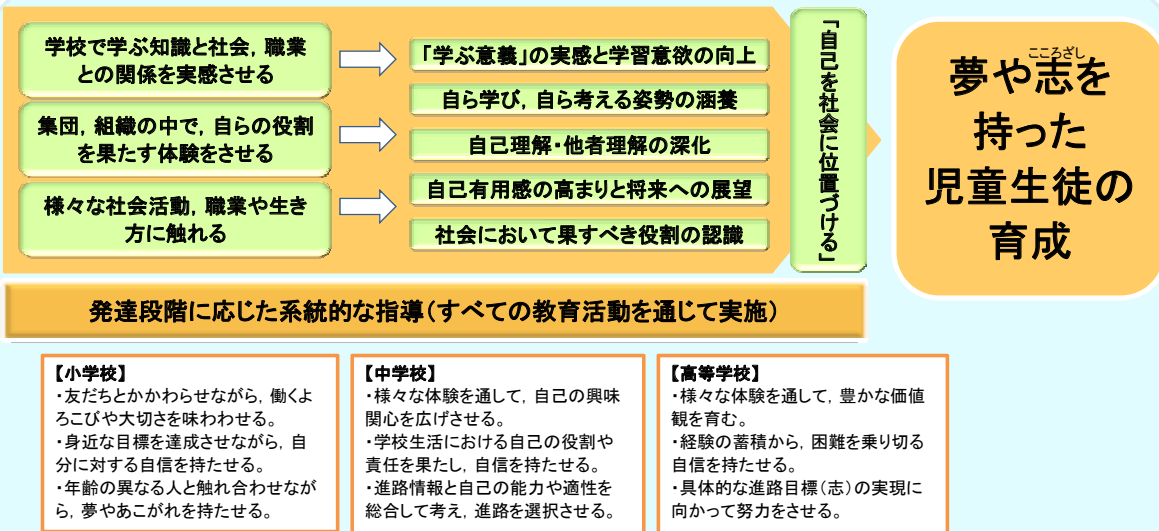 学校で学ぶ知識と社会，職業
との関係を実感させる
集団，組織の中で，自らの役割
を果たす体験をさせる
様々な社会活動，職業や生き
方に触れる
「学ぶ意義」の実感と学習意欲の向上
自ら学び，自ら考える姿勢の涵養
自己理解・他者理解の深化
自己有用感の高まりと将来への展望
社会において果すべき役割の認識
「自己を社会に位置づける」
こころざし
夢や志を
持った
児童生徒の
育成
発達段階に応じた系統的な指導（すべての教育活動を通じて実施）
【小学校】
・友だちとかかわらせながら，働くよ
ろこびや大切さを味わわせる。
・身近な目標を達成させながら，自
分に対する自信を持たせる。
・年齢の異なる人と触れ合わせなが
ら，夢やあこがれを持たせる。
【中学校】
・様々な体験を通して，自己の興味
関心を広げさせる。
・学校生活における自己の役割や
責任を果たし，自信を持たせる。
・進路情報と自己の能力や適性を
総合して考え，進路を選択させる。
【高等学校】
・様々な体験を通して，豊かな価値
観を育む。
・経験の蓄積から，困難を乗り切る
自信を持たせる。
・具体的な進路目標（志）の実現に
向かって努力をさせる。